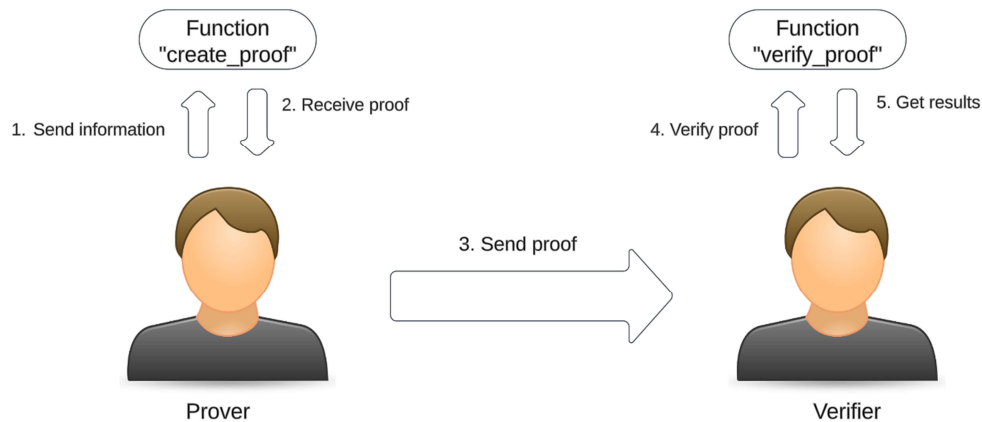 Function
"create_proof"
Function
"verify_proof"
1. Send information
2. Receive proof
4. Verify proof
5. Get results
3. Send proof
Prover
Verifier